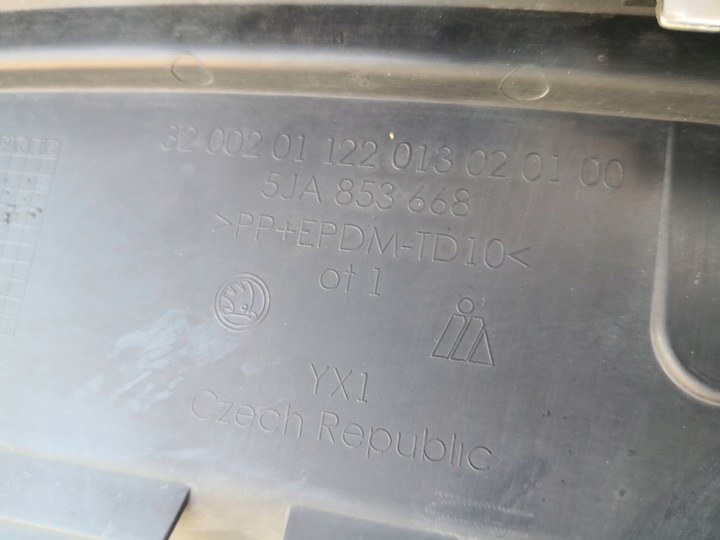 32 002 01 122 013 02 01 00
5JA 853 668
>PP+EPDM-TD10<
ot 1
YX1
Czech Republic